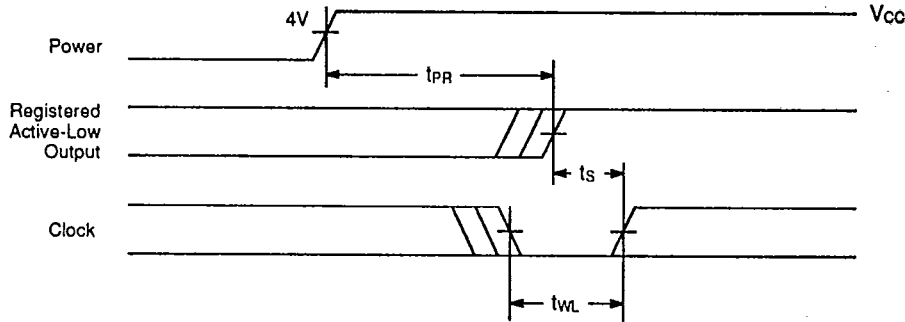 4V
VCC
Power
tPR
Registered
Active-Low
Output
tS
Clock
tWL